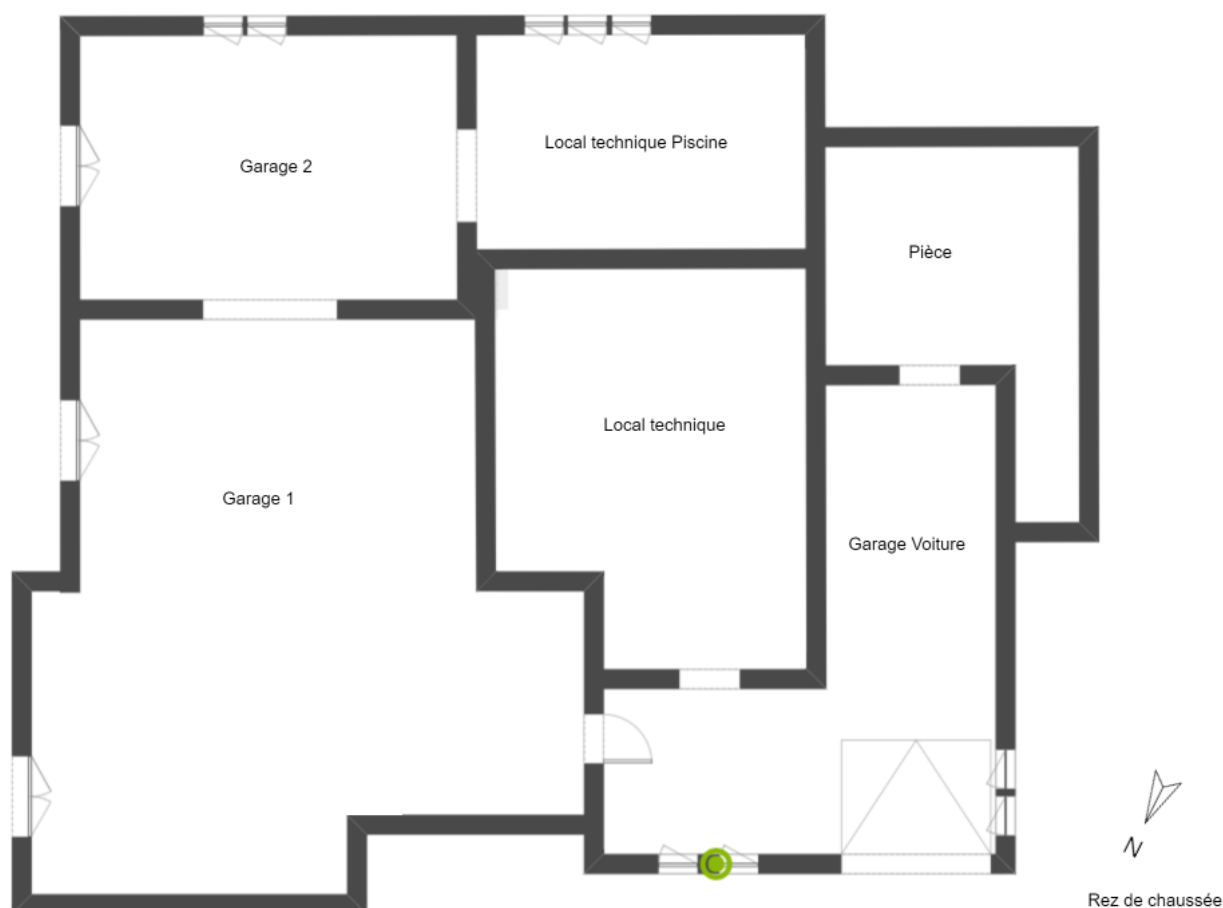 Local technique Piscine
Garage 2
Pièce
Local technique
Garage 1
Garage Voiture
C
N
Rez de chaussée